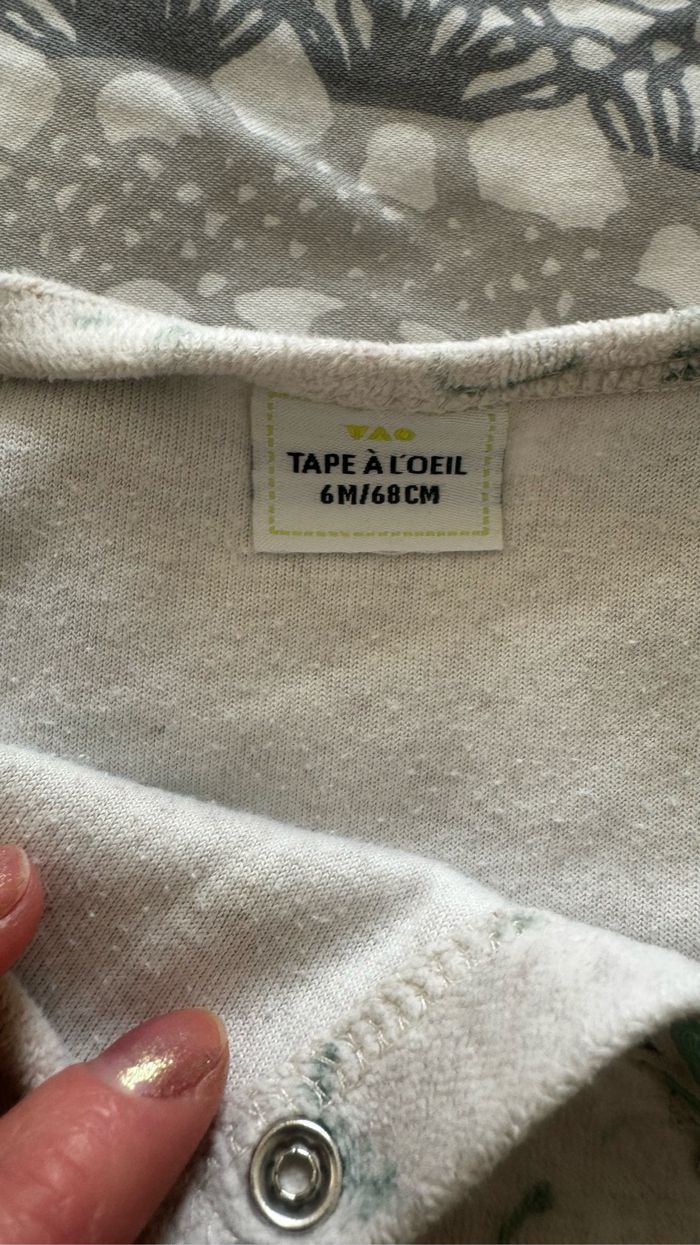 TAO
TAPE À L'OEIL
6M/68CM